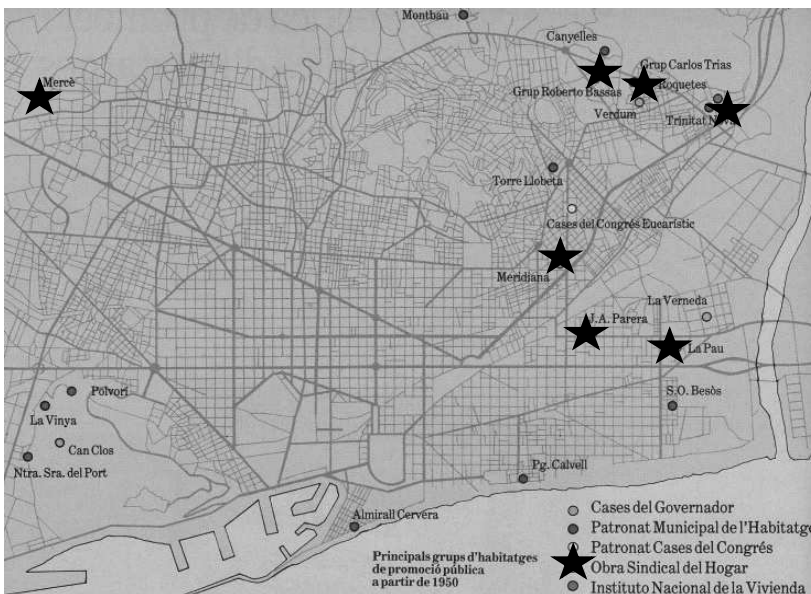 Montbau
Canyelles
Mercè
Grup Carlos Trias
Roquetes
Grup Roberto Bassas
Verdum
Trinitat Nova
Torre Llobeta
Cases del Congrés Eucarístic
Meridiana
La Verneda
J.A. Parera
La Pau
Polvorí
La Vinya
S.O. Besòs
Can Clos
Ntra. Sra. del Port
Pg. Calvell
Almirall Cervera
Principals grups d'habitatges
de promoció pública
a partir de 1950
Cases del Governador
Patronat Municipal de l'Habitatge
Patronat Cases del Congrés
Obra Sindical del Hogar
Instituto Nacional de la Vivienda